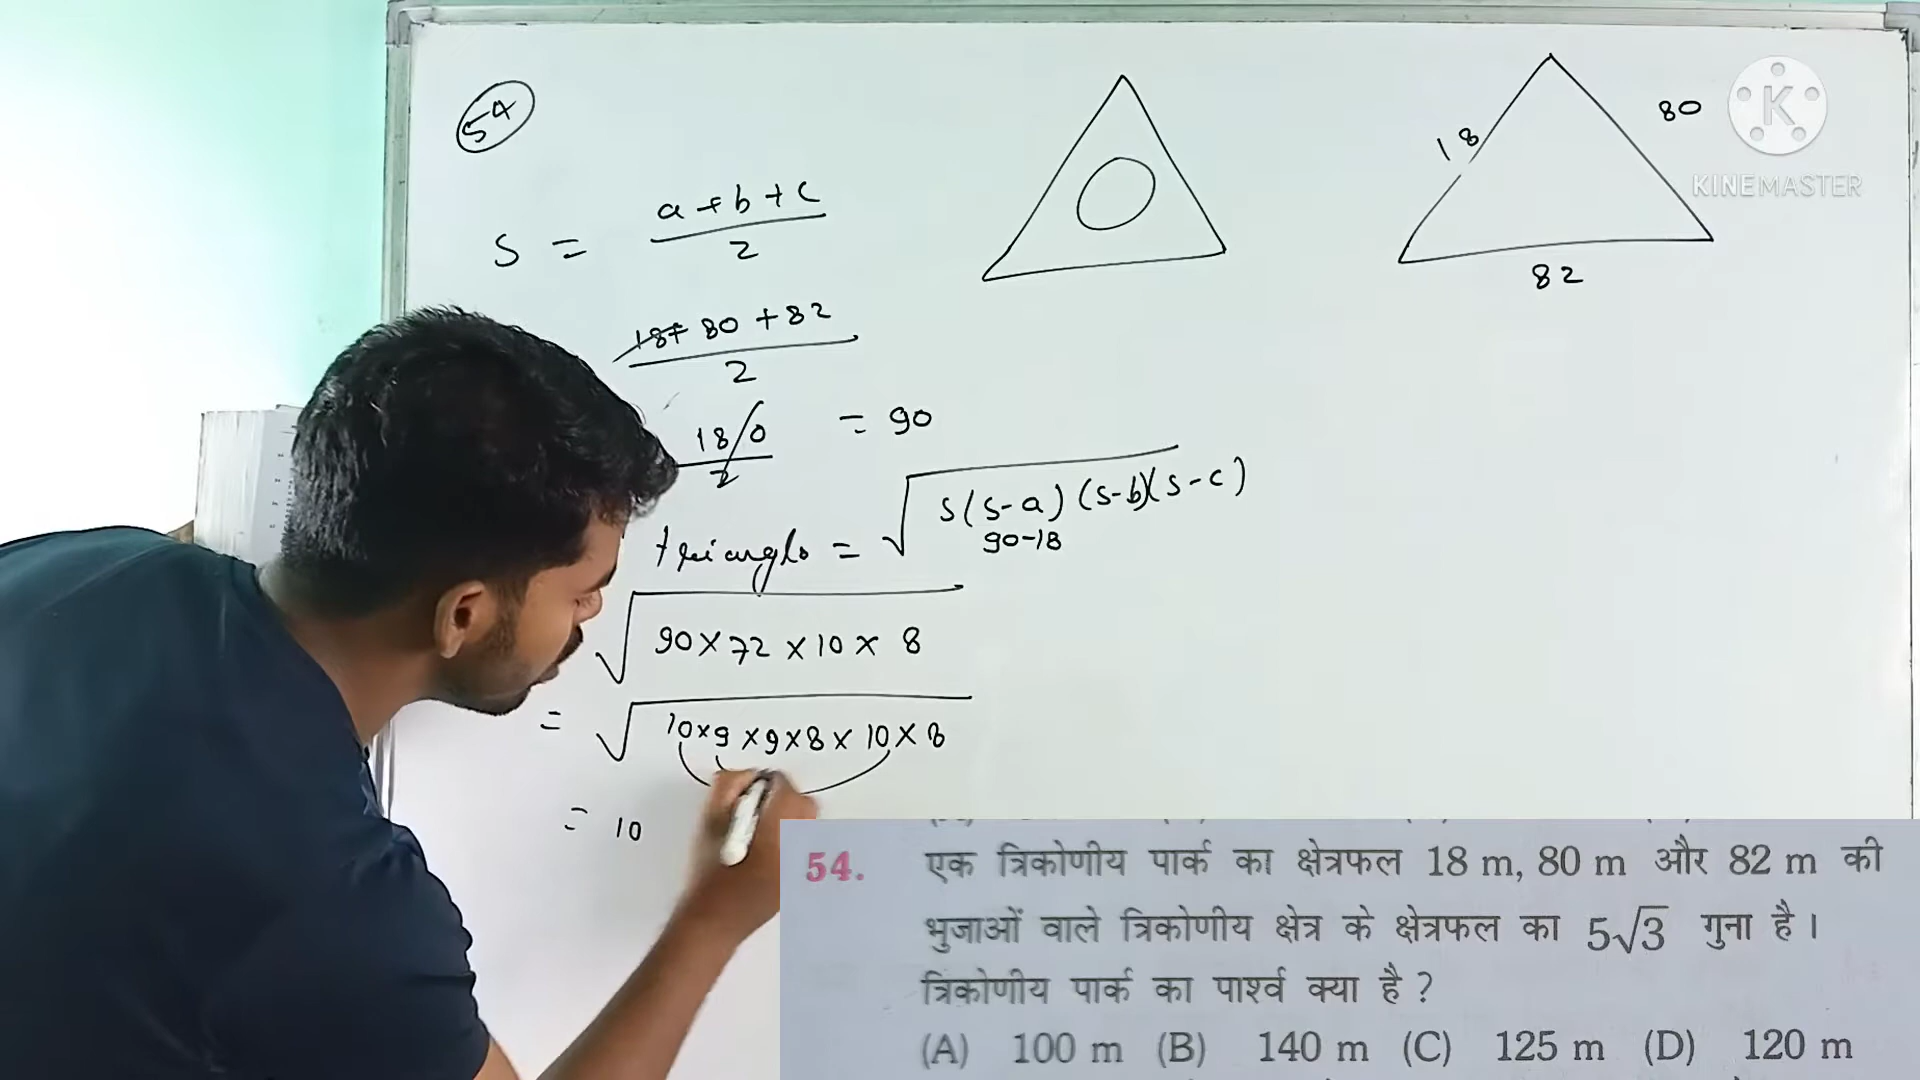 54
S = a+b+c / 2
18+80+82 / 2
180 / 2 = 90
triangle = √ s(s-a)(s-b)(s-c)
90-18
√ 90×72×10×8
= √ 10×9×9×8×10×8
= 10
18
80
82
KINEMASTER
54. एक त्रिकोणीय पार्क का क्षेत्रफल 18 m, 80 m और 82 m की
भुजाओं वाले त्रिकोणीय क्षेत्र के क्षेत्रफल का 5√3 गुना है।
त्रिकोणीय पार्क का पार्श्व क्या है ?
(A) 100 m (B) 140 m (C) 125 m (D) 120 m